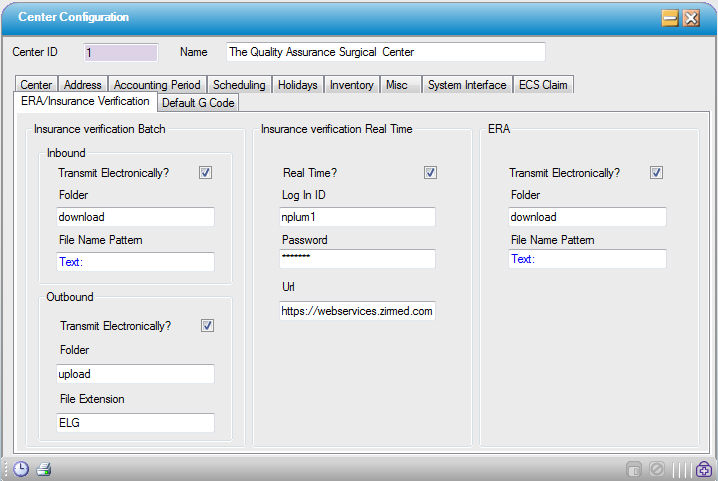 Center Configuration
Center ID 1 Name The Quality Assurance Surgical Center
Center Address Accounting Period Scheduling Holidays Inventory Misc System Interface ECS Claim
ERA/Insurance Verification Default G Code
Insurance verification Batch
Inbound
Transmit Electronically?
Folder
download
File Name Pattern
Text:
Outbound
Transmit Electronically?
Folder
upload
File Extension
ELG
Insurance verification Real Time
Real Time?
Log In ID
nplum1
Password
*******
Url
https://webservices.zirmed.com
ERA
Transmit Electronically?
Folder
download
File Name Pattern
Text: